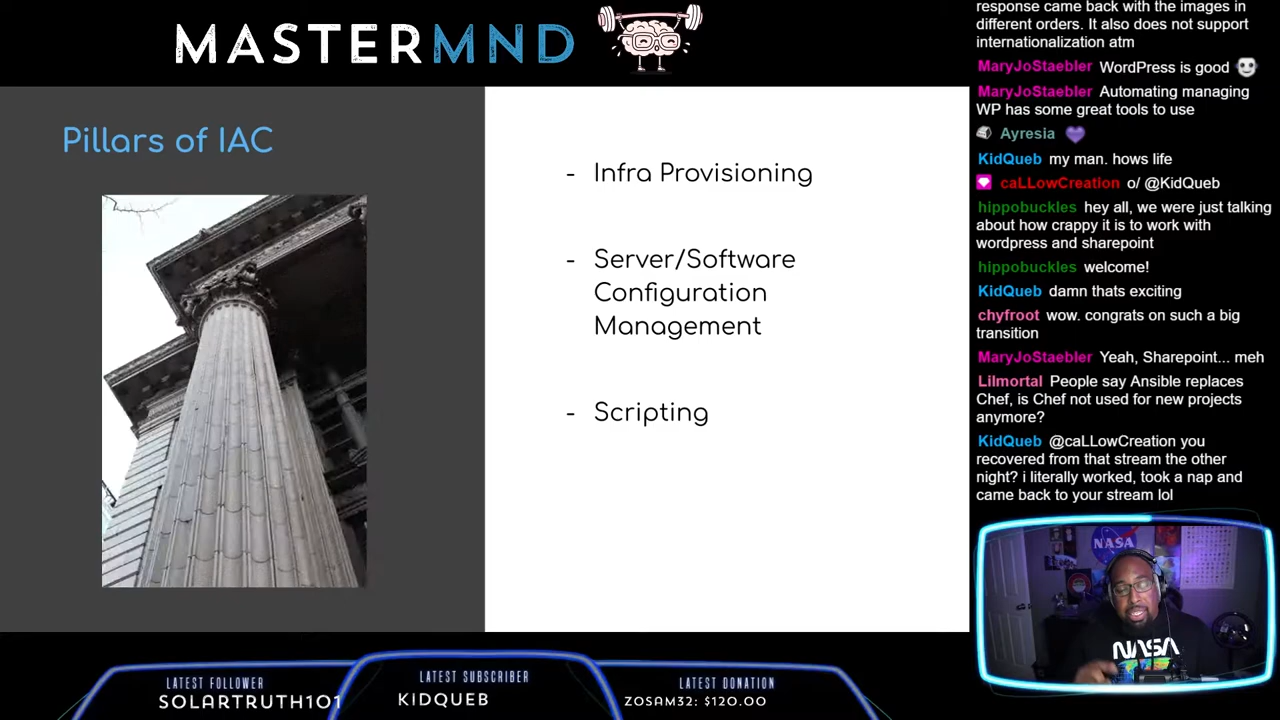 MASTERMND
Pillars of IAC
- Infra Provisioning
- Server/Software
Configuration
Management
- Scripting
response came back with the images in
different orders. It also does not support
internationalization atm
MaryJoStaebler WordPress is good
MaryJoStaebler Automating managing
WP has some great tools to use
Ayresia
KidQueb my man. hows life
caLLowCreation o/ @KidQueb
hippobuckles hey all, we were just talking
about how crappy it is to work with
wordpress and sharepoint
hippobuckles welcome!
KidQueb damn thats exciting
chyfroot wow. congrats on such a big
transition
MaryJoStaebler Yeah, Sharepoint... meh
Lilmortal People say Ansible replaces
Chef, is Chef not used for new projects
anymore?
KidQueb @caLLowCreation you
recovered from that stream the other
night? i literally worked, took a nap and
came back to your stream lol
NASA
NASA
LATEST FOLLOWER
SOLARTRUTH101
LATEST SUBSCRIBER
KIDQUEB
LATEST DONATION
ZOSAM32: $120.00